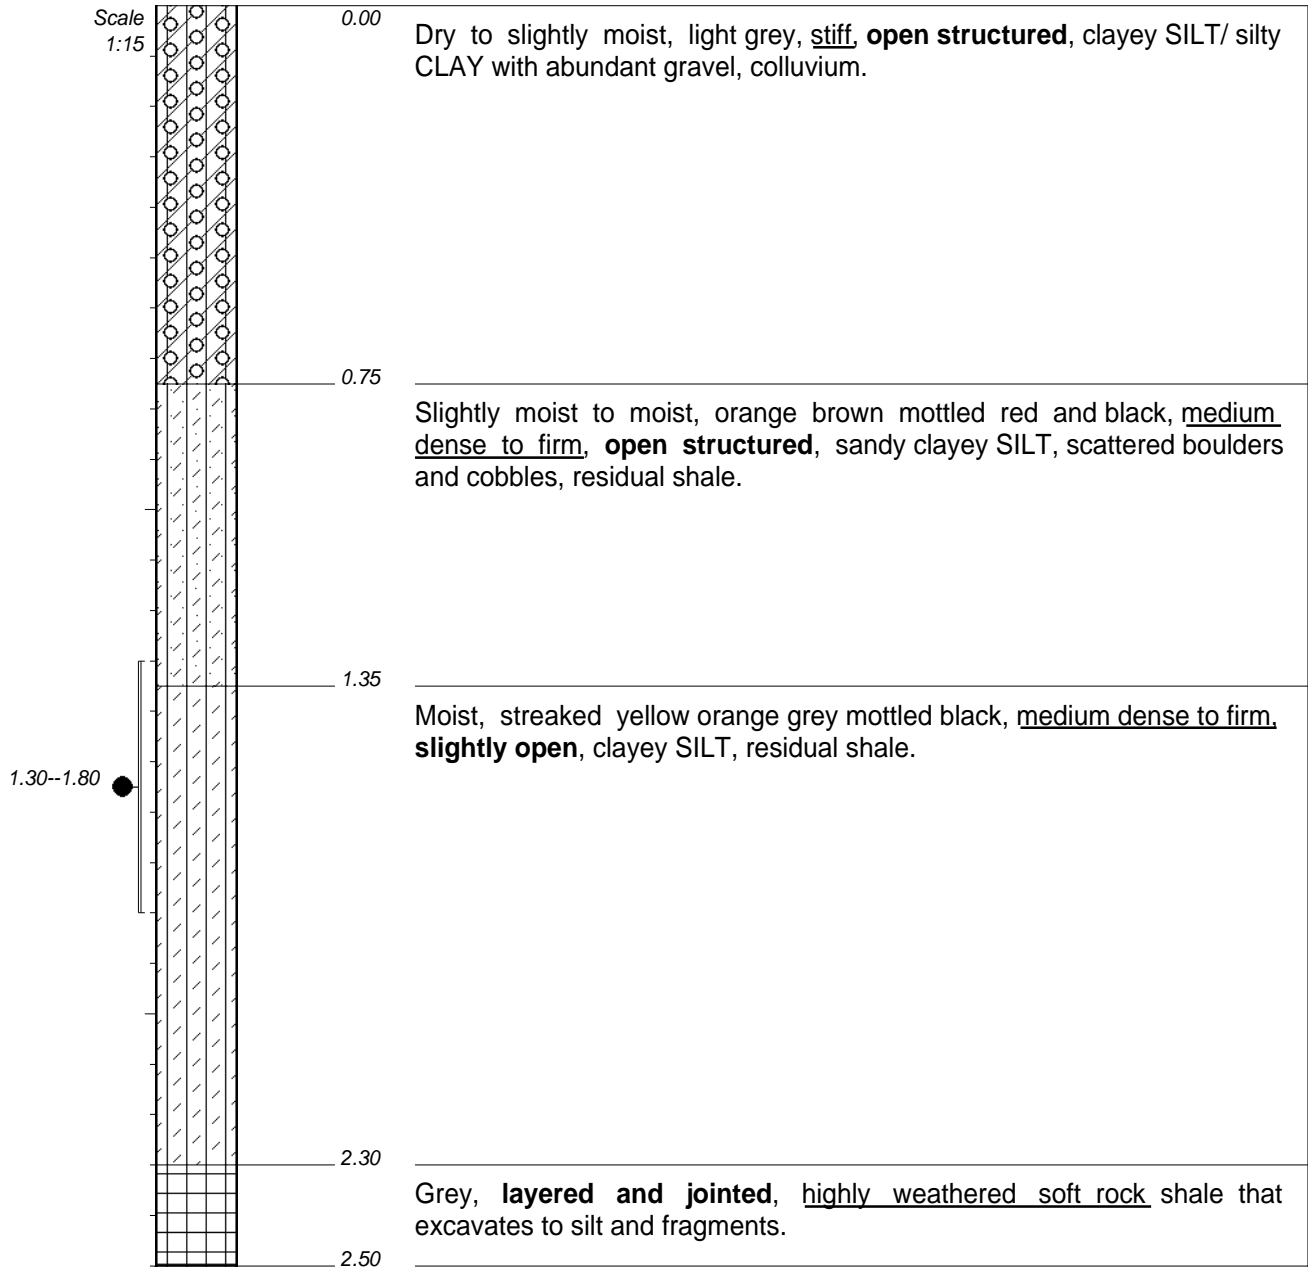 Scale
1:15
0.00
Dry to slightly moist, light grey, stiff, open structured, clayey SILT/ silty
CLAY with abundant gravel, colluvium.
0.75
Slightly moist to moist, orange brown mottled red and black, medium
dense to firm, open structured, sandy clayey SILT, scattered boulders
and cobbles, residual shale.
1.35
Moist, streaked yellow orange grey mottled black, medium dense to firm,
slightly open, clayey SILT, residual shale.
1.30--1.80
2.30
Grey, layered and jointed, highly weathered soft rock shale that
excavates to silt and fragments.
2.50